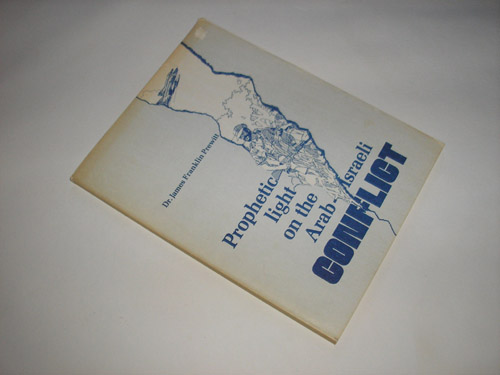 Dr. James Franklin Prewitt
Prophetic
light
on the
Arab-Israeli
CONFLICT